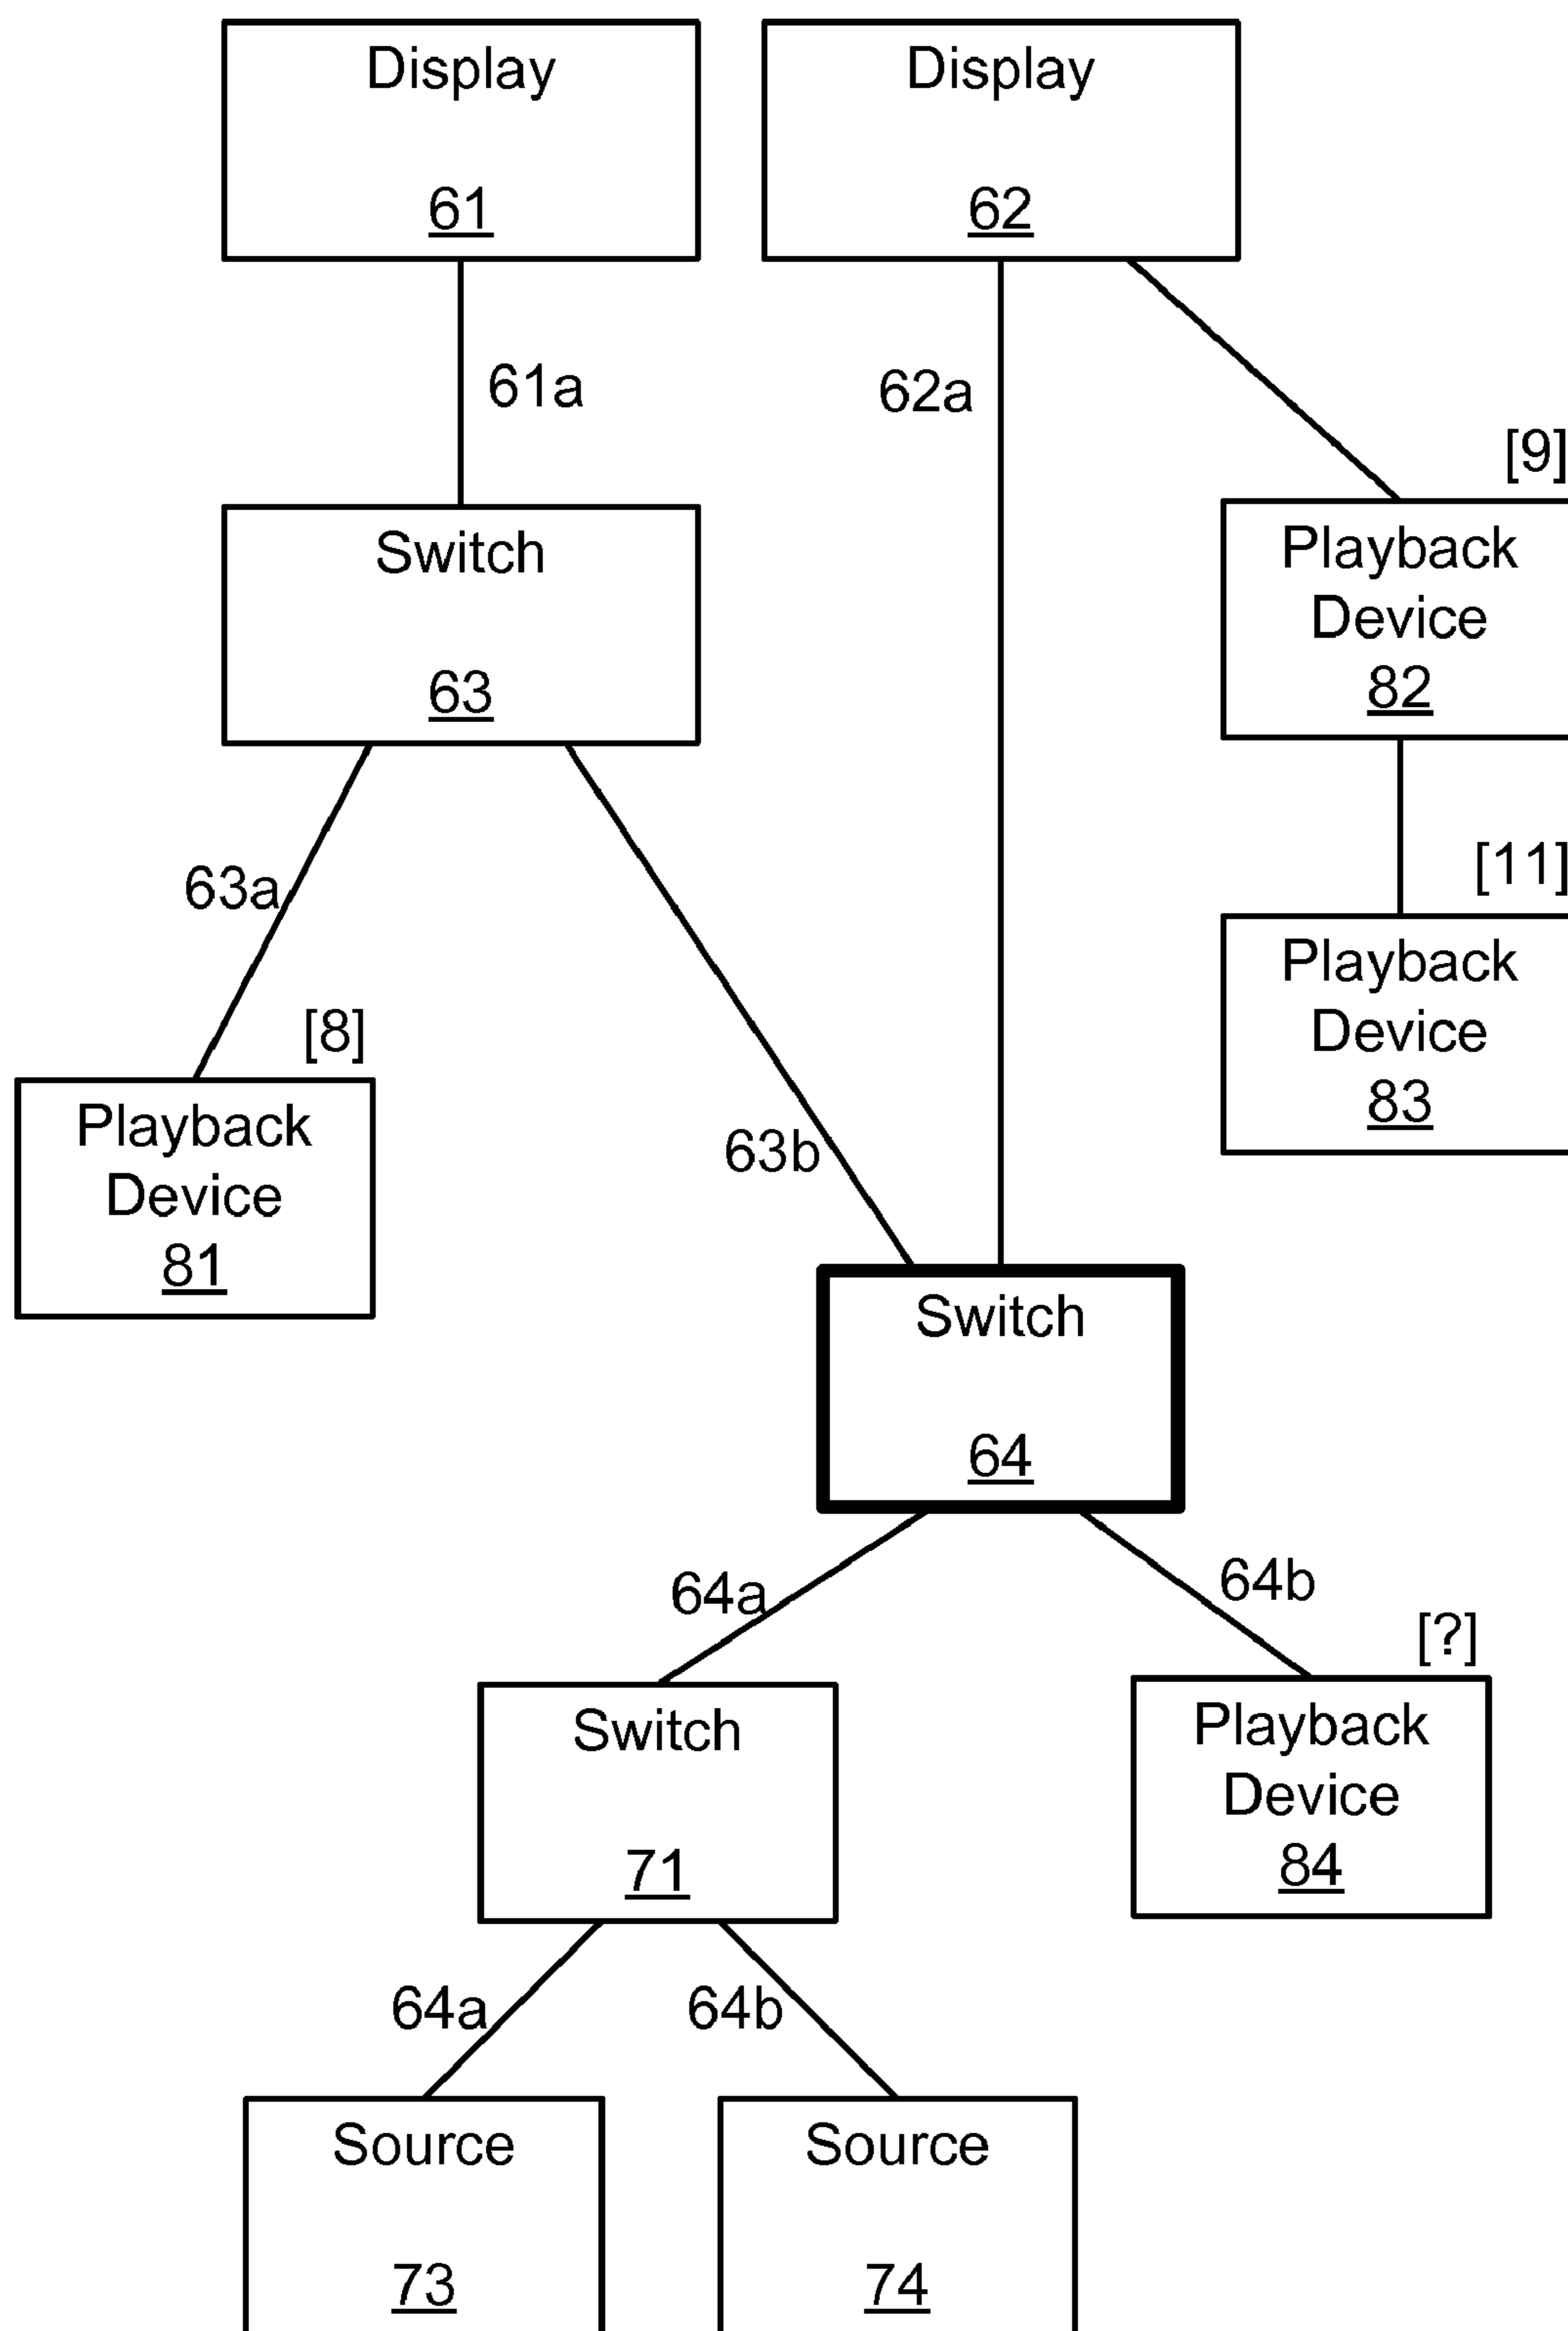 Display
61
Display
62
61a
62a
[9]
Switch
63
Playback
Device
82
63a
[11]
Playback
Device
83
[8]
Playback
Device
81
63b
Switch
64
64a
64b
[?]
Switch
71
Playback
Device
84
64a
64b
Source
73
Source
74